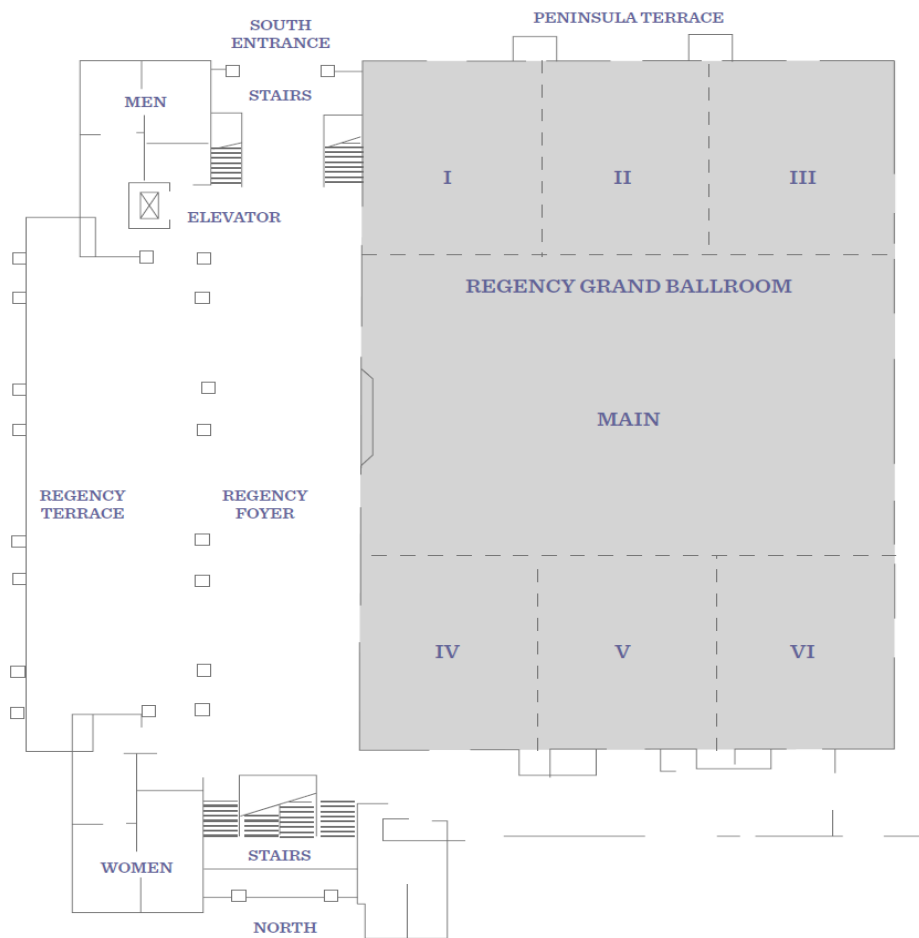 PENINSULA TERRACE
SOUTH
ENTRANCE
STAIRS
MEN
I
II
III
ELEVATOR
REGENCY GRAND BALLROOM
MAIN
REGENCY
TERRACE
REGENCY
FOYER
IV
V
VI
STAIRS
WOMEN
NORTH